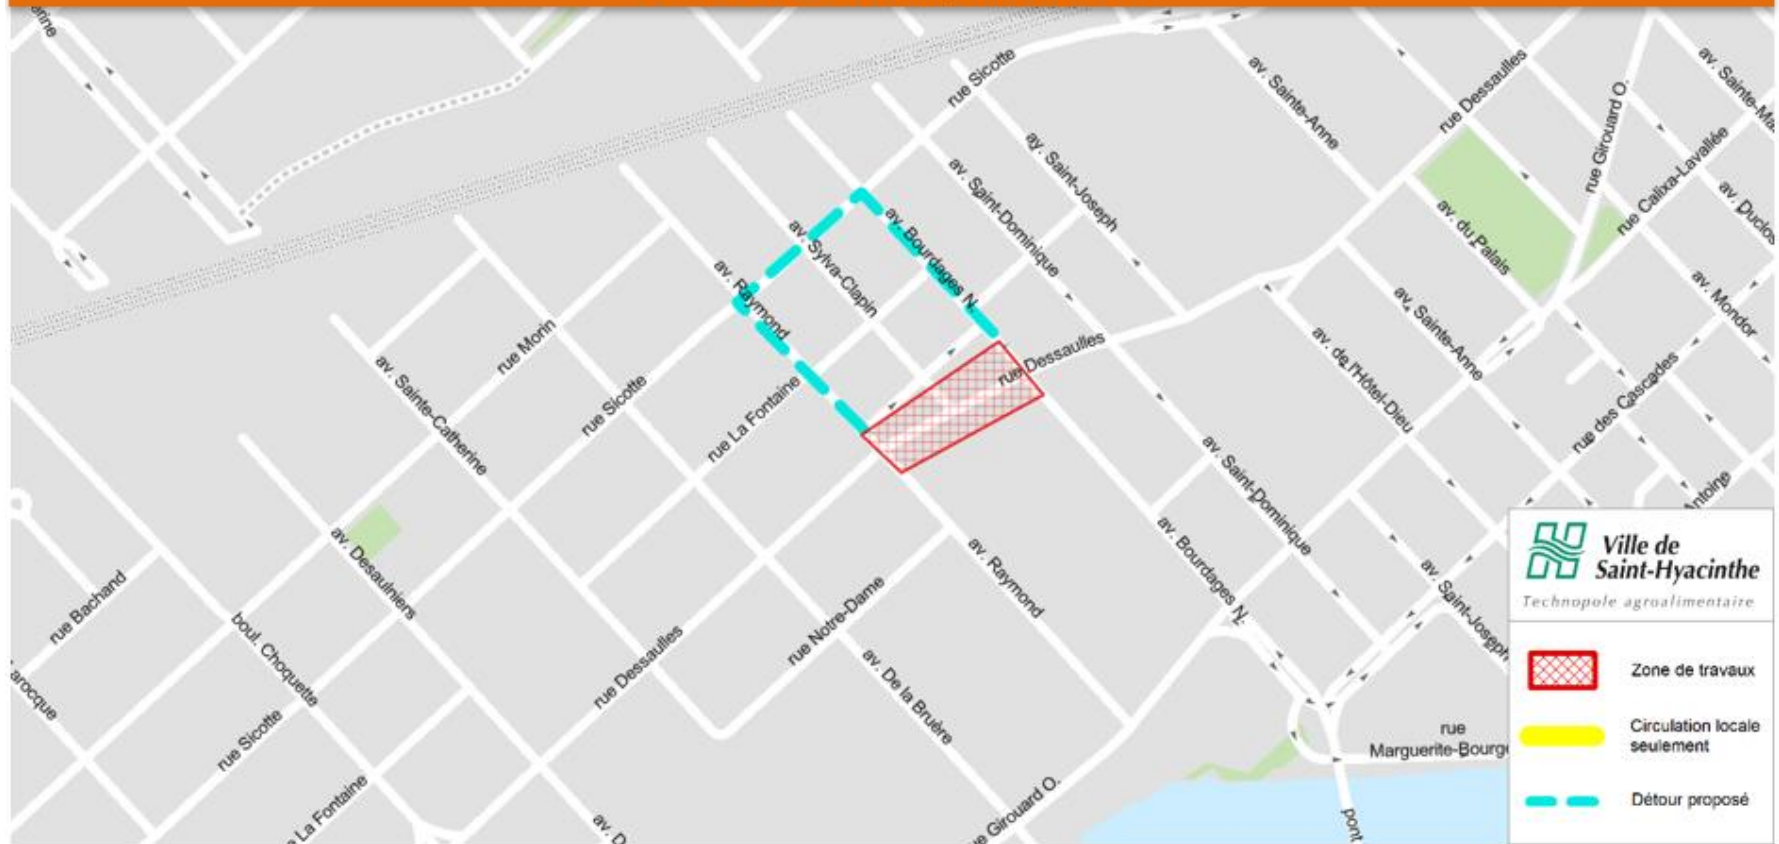 rue Sicotte
av. Sainte-Anne
rue Dessaulles
rue Girouard O.
rue Calixa-Lavallée
av. Saint-Joseph
av. Saint-Dominique
av. du Palais
av. Duclos
av. Mondor
av. Bourdages N.
av. Sylva-Clapin
av. Raymond
rue Morin
av. Sainte-Catherine
rue Sicotte
rue La Fontaine
rue Dessaulles
av. de l'Hôtel-Dieu
av. Sainte-Anne
rue des Cascades
av. Saint-Dominique
av. Bourdages N.
av. Raymond
av. Saint-Joseph
Antoine
av. Desaulniers
rue Bachand
boul. Choquette
rue Notre-Dame
rue Dessaulles
av. De la Bruère
rue Sicotte
La Fontaine
Girouard O.
rue
Marguerite-Bourge
pont
Ville de
Saint-Hyacinthe
Technopole agroalimentaire
Zone de travaux
Circulation locale
seulement
Détour proposé